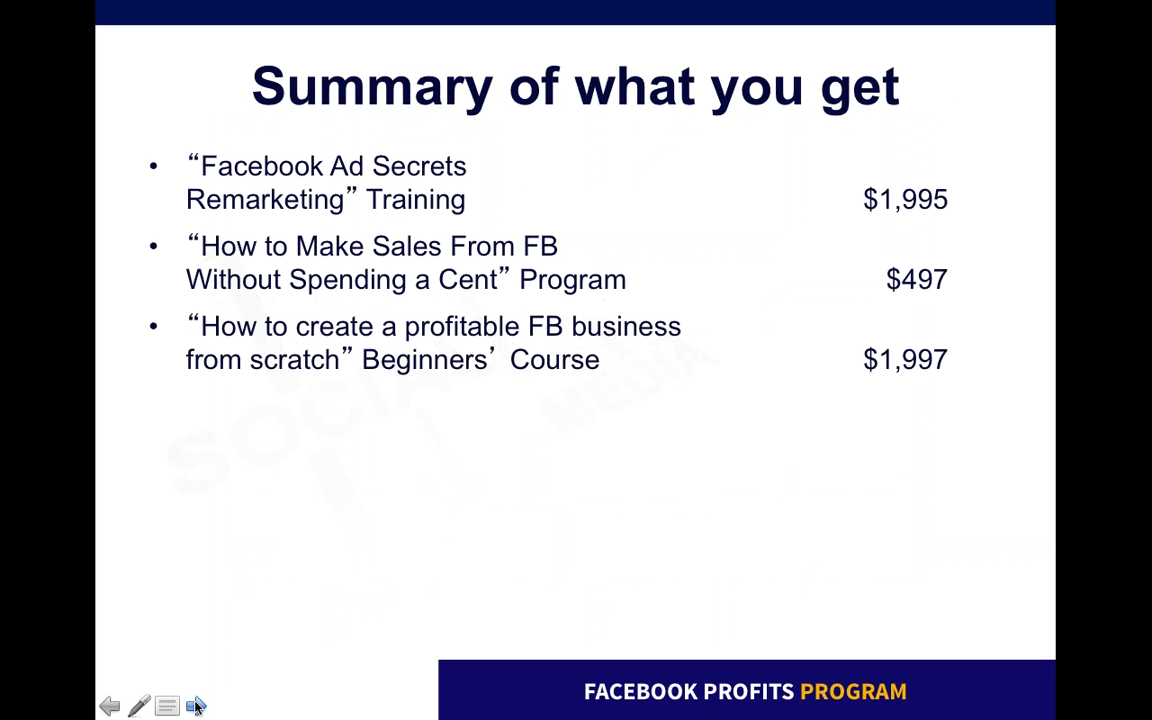 Summary of what you get
• “Facebook Ad Secrets
Remarketing” Training $1,995
• “How to Make Sales From FB
Without Spending a Cent” Program $497
• “How to create a profitable FB business
from scratch” Beginners’ Course $1,997
SOCIAL
MEDIA
FACEBOOK PROFITS PROGRAM